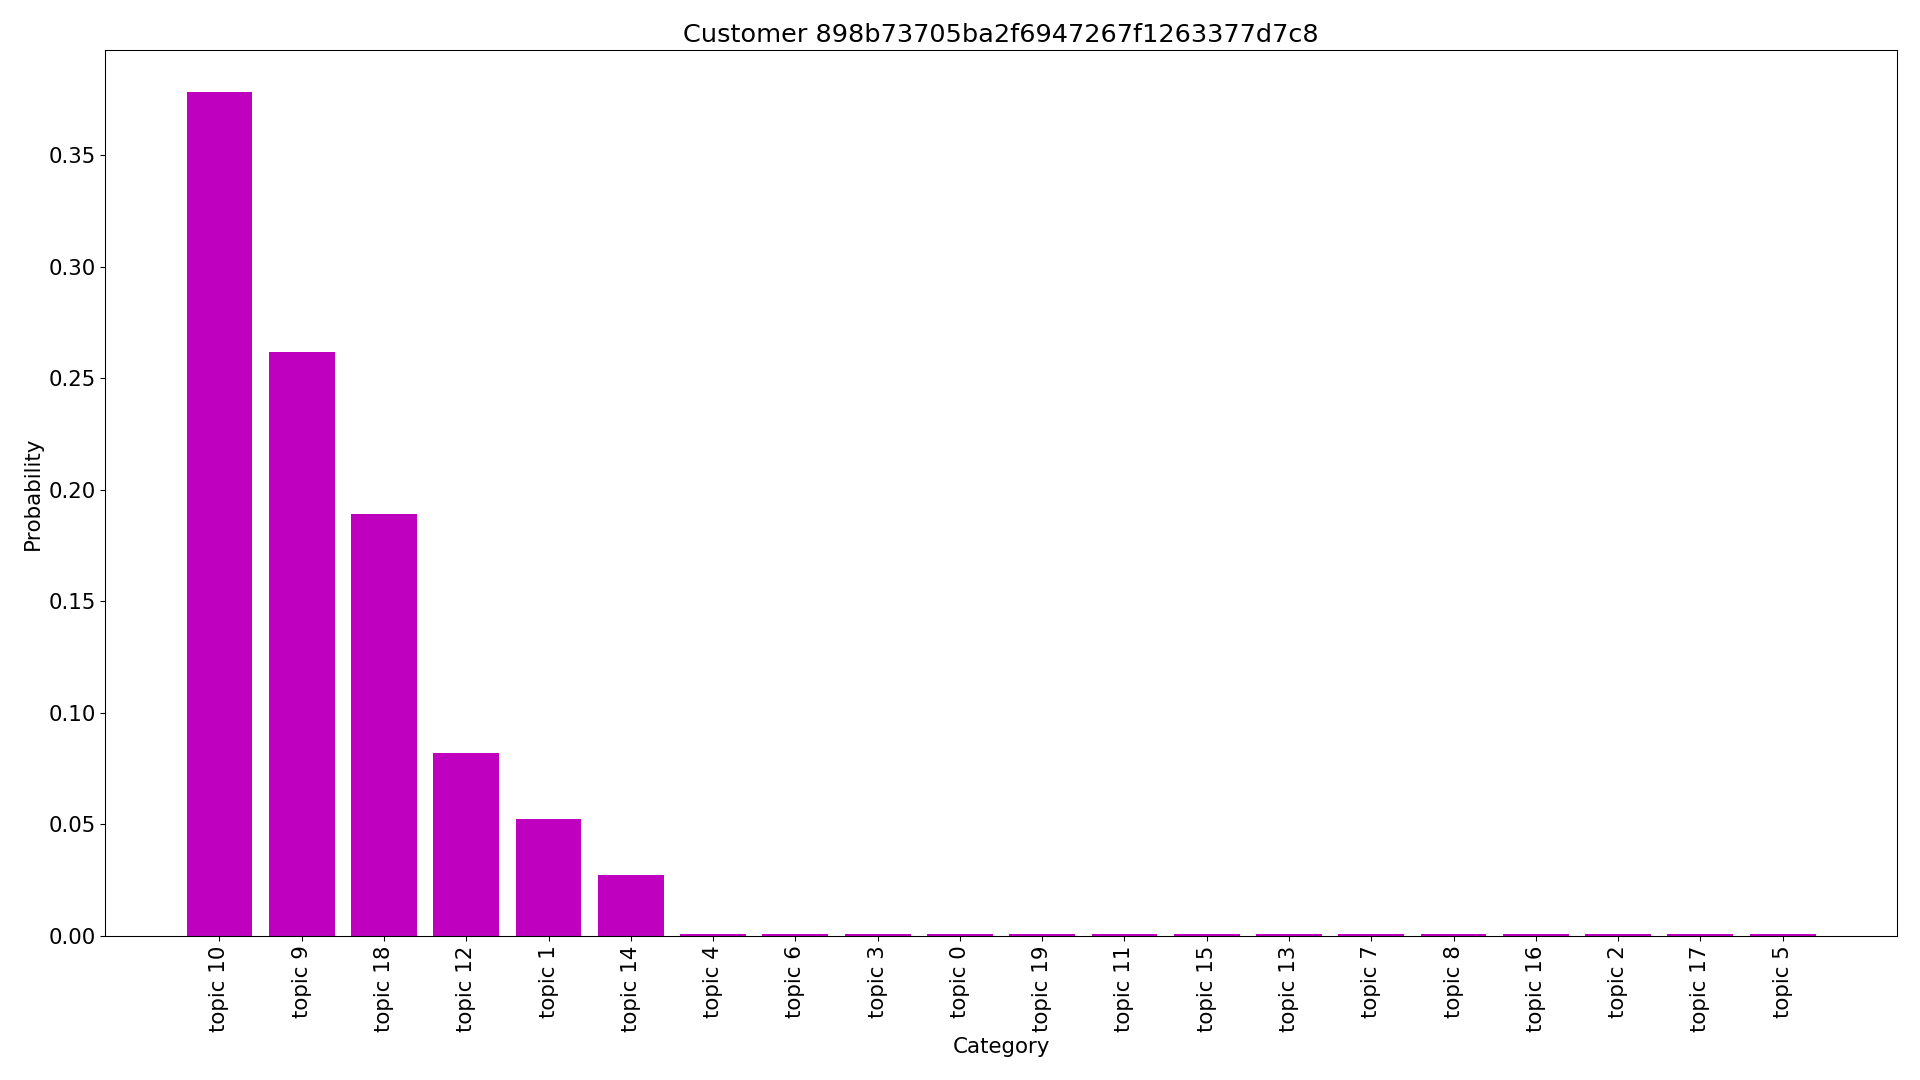 Customer 898b73705ba2f6947267f1263377d7c8
Probability
0.35
0.30
0.25
0.20
0.15
0.10
0.05
0.00
topic 10
topic 9
topic 18
topic 12
topic 1
topic 14
topic 4
topic 6
topic 3
topic 0
topic 19
topic 11
topic 15
topic 13
topic 7
topic 8
topic 16
topic 2
topic 17
topic 5
Category